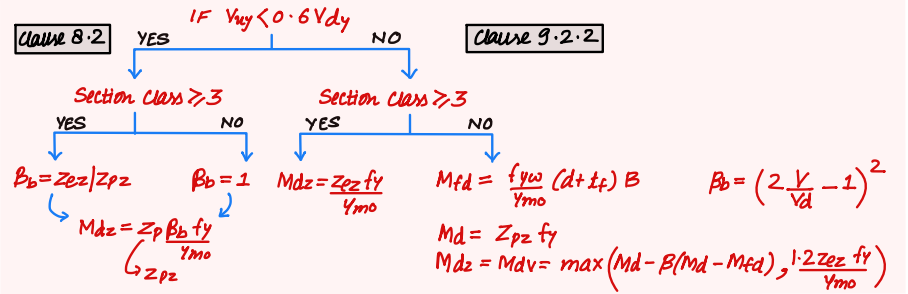 IF Vuy < 0.6 Vdy
Clause 8.2
YES
NO
Clause 9.2.2
Section Class ≥ 3
Section Class ≥ 3
YES
NO
YES
NO
βb = Zez/Zpz
βb = 1
Mdz = Zez fy / γmo
Mfd = fyw / γmo (d + tf) B
βb = (2 V/Vd − 1)²
Mdz = Zp βb fy / γmo
Zpz
Md = Zpz fy
Mdz = Mdv = max (Md − β(Md − Mfd), 1.2 Zez fy / γmo)